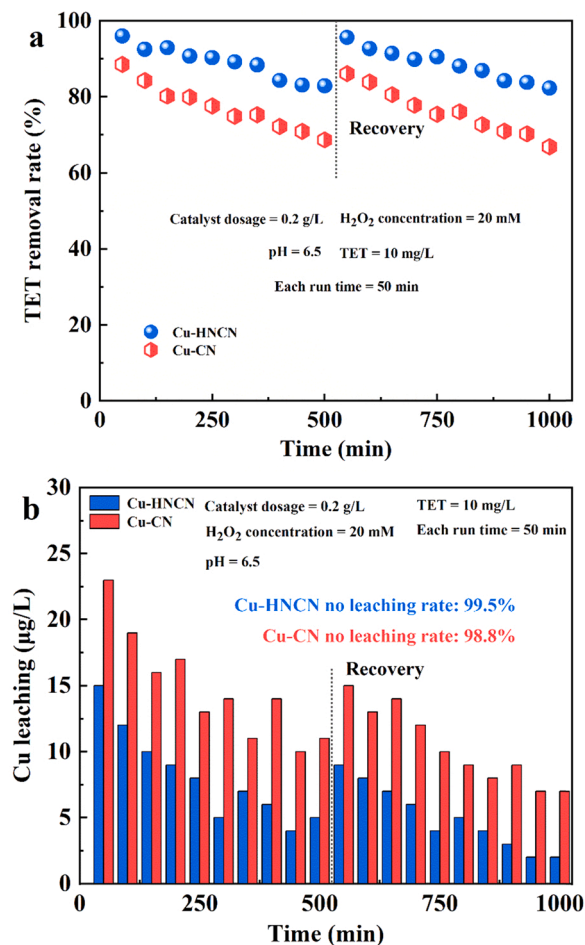 a
100
80
60
40
20
0
TET removal rate (%)
Recovery
Catalyst dosage = 0.2 g/L
H₂O₂ concentration = 20 mM
pH = 6.5
TET = 10 mg/L
Each run time = 50 min
Cu-HNCN
Cu-CN
0
250
500
750
1000
Time (min)
b
30
25
20
15
10
5
0
Cu leaching (µg/L)
Cu-HNCN
Cu-CN
Catalyst dosage = 0.2 g/L
TET = 10 mg/L
H₂O₂ concentration = 20 mM
Each run time = 50 min
pH = 6.5
Cu-HNCN no leaching rate: 99.5%
Cu-CN no leaching rate: 98.8%
Recovery
0
250
500
750
1000
Time (min)